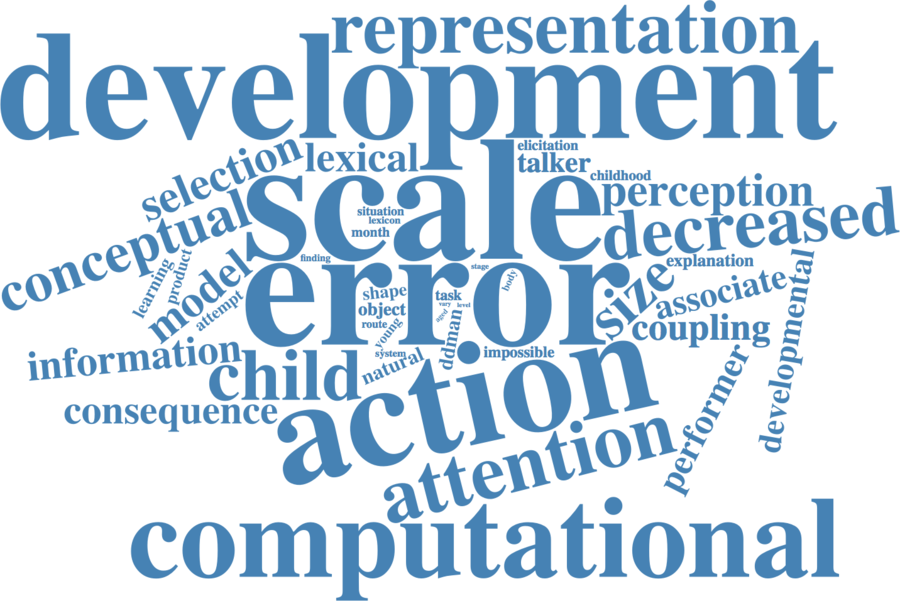 representation
development
elicitation
lexical
talker
selection
childhood
scale
perception
situation
lexicon
decreased
conceptual
month
finding
explanation
stage
learning
product
model
error
body
size
associate
shape
task
developmental
attempt
object
vary
level
route
aged
coupling
young
ddman
information
system
impossible
natural
child
action
performer
consequence
attention
computational